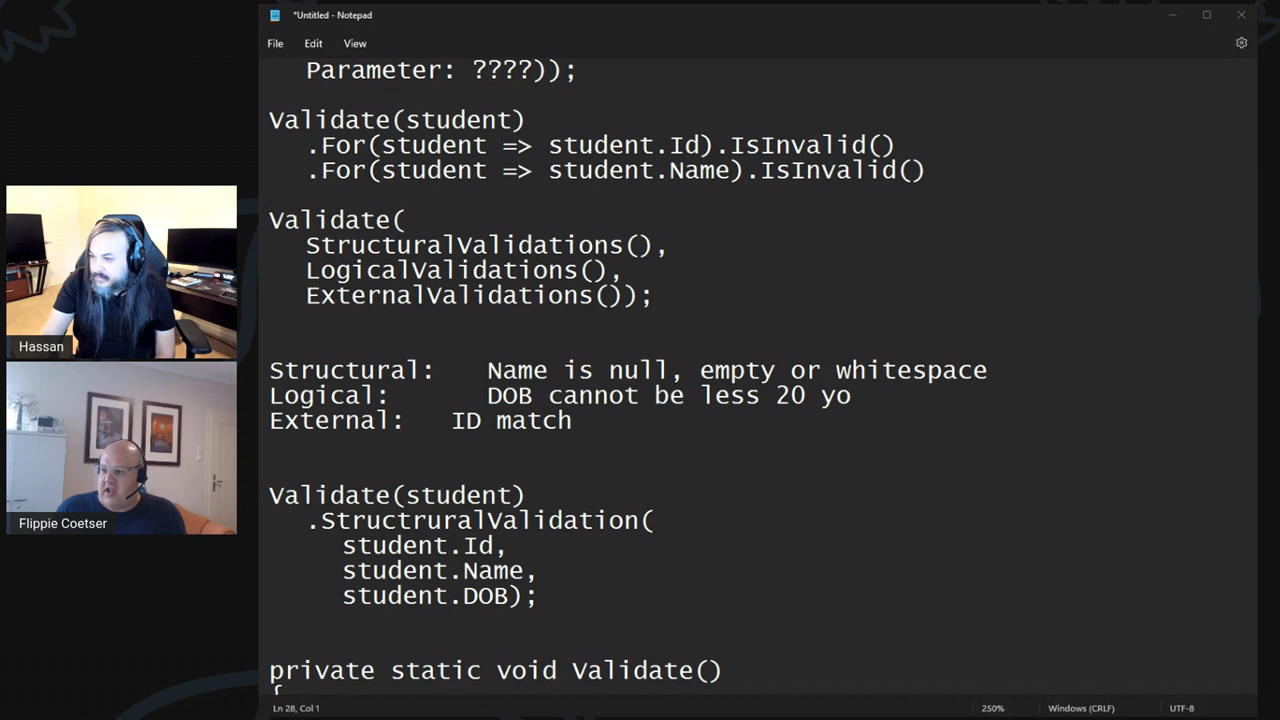 *Untitled - Notepad
File Edit View
Parameter: ????));
Validate(student)
.For(student => student.Id).IsInvalid()
.For(student => student.Name).IsInvalid()
Validate(
StructuralValidations(),
LogicalValidations(),
ExternalValidations());
Structural: Name is null, empty or whitespace
Logical: DOB cannot be less 20 yo
External: ID match
Validate(student)
.StructruralValidation(
student.Id,
student.Name,
student.DOB);
private static void Validate()
{
Hassan
Flippie Coetser
Ln 28, Col 1
250%
Windows (CRLF)
UTF-8